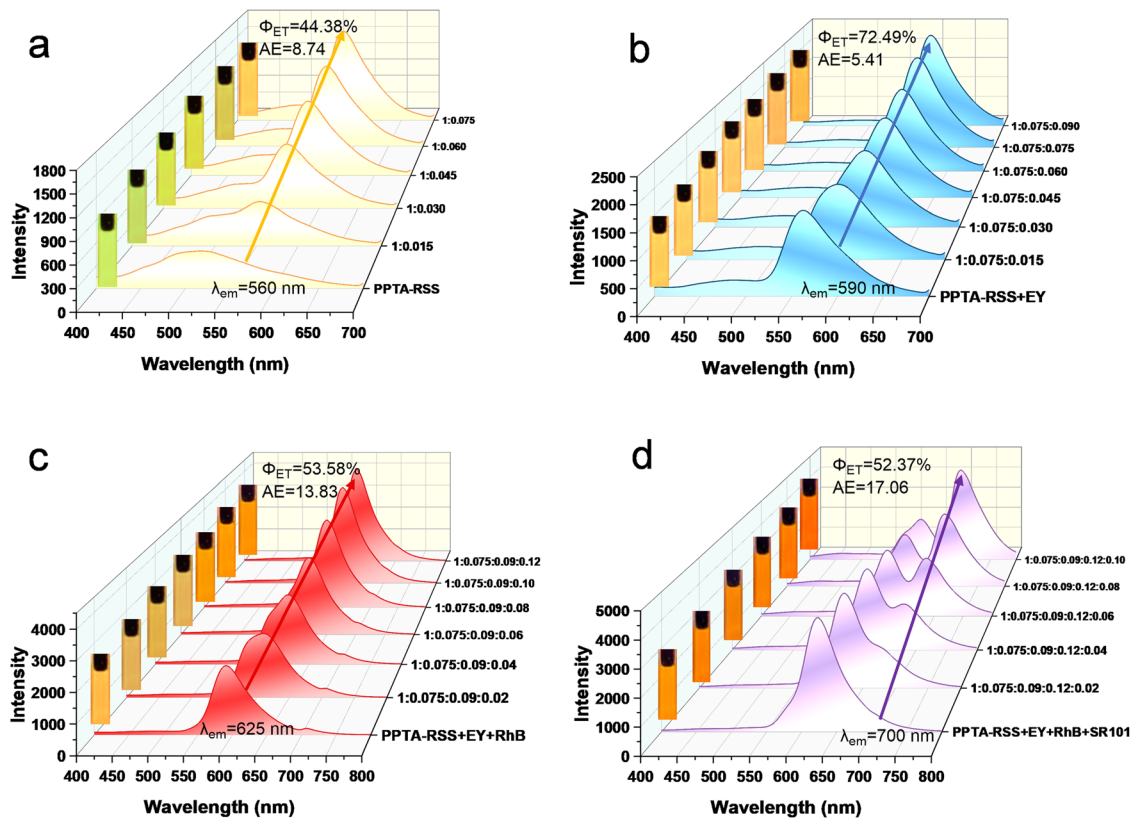 a
Φ_ET=44.38%
AE=8.74
1:0.075
1:0.060
1:0.045
1:0.030
1:0.015
PPTA-RSS
λ_em=560 nm
1800
1500
1200
900
600
300
0
Intensity
400 450 500 550 600 650 700
Wavelength (nm)
b
Φ_ET=72.49%
AE=5.41
1:0.075:0.090
1:0.075:0.075
1:0.075:0.060
1:0.075:0.045
1:0.075:0.030
1:0.075:0.015
PPTA-RSS+EY
λ_em=590 nm
2500
2000
1500
1000
500
0
Intensity
400 450 500 550 600 650 700
Wavelength (nm)
c
Φ_ET=53.58%
AE=13.83
1:0.075:0.09:0.12
1:0.075:0.09:0.10
1:0.075:0.09:0.08
1:0.075:0.09:0.06
1:0.075:0.09:0.04
1:0.075:0.09:0.02
PPTA-RSS+EY+RhB
λ_em=625 nm
4000
3000
2000
1000
0
Intensity
400 450 500 550 600 650 700 750 800
Wavelength (nm)
d
Φ_ET=52.37%
AE=17.06
1:0.075:0.09:0.12:0.10
1:0.075:0.09:0.12:0.08
1:0.075:0.09:0.12:0.06
1:0.075:0.09:0.12:0.04
1:0.075:0.09:0.12:0.02
PPTA-RSS+EY+RhB+SR101
λ_em=700 nm
5000
4000
3000
2000
1000
0
Intensity
400 450 500 550 600 650 700 750 800
Wavelength (nm)